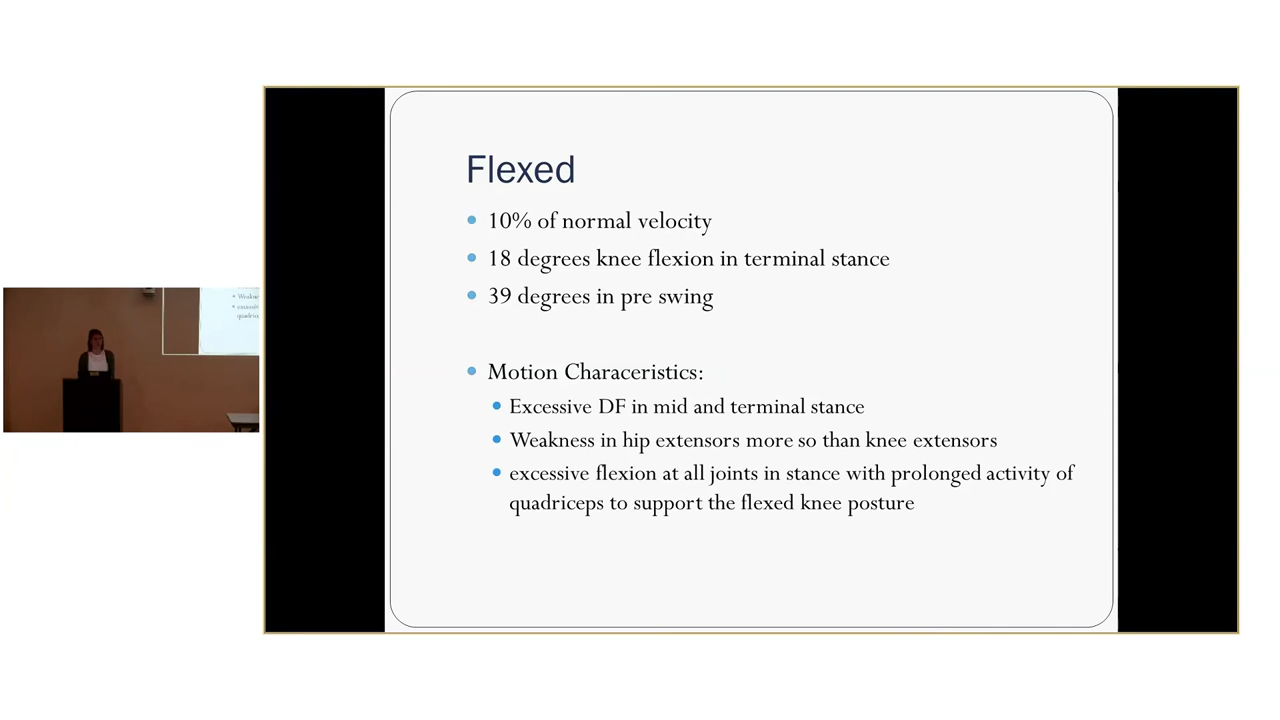 Flexed
10% of normal velocity
18 degrees knee flexion in terminal stance
39 degrees in pre swing
Motion Characeristics:
Excessive DF in mid and terminal stance
Weakness in hip extensors more so than knee extensors
excessive flexion at all joints in stance with prolonged activity of
quadriceps to support the flexed knee posture